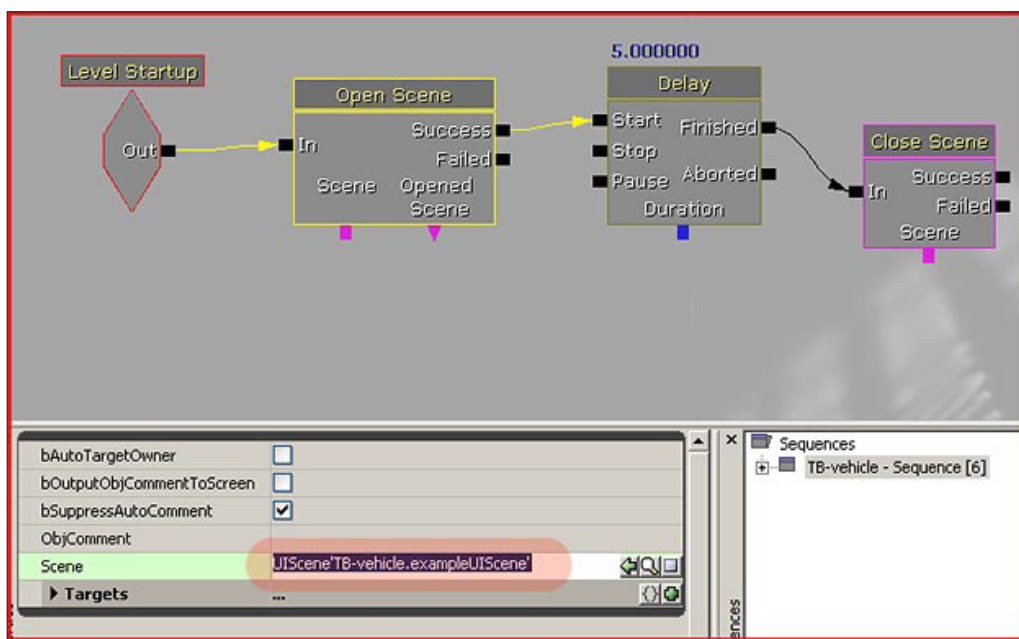 Level Startup
Out
Open Scene
In
Success
Failed
Scene
Opened
Scene
5.000000
Delay
Start
Finished
Stop
Pause
Aborted
Duration
Close Scene
In
Success
Failed
Scene
bAutoTargetOwner
bOutputObjCommentToScreen
bSuppressAutoComment
ObjComment
Scene
UIScene'TB-vehicle.exampleUIScene'
Targets
...
Sequences
TB-vehicle - Sequence [6]
ences